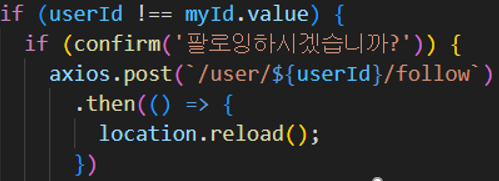 if (userId !== myId.value) {
if (confirm('팔로잉하시겠습니까?')) {
axios.post(`/user/${userId}/follow`)
.then(() => {
location.reload();
})